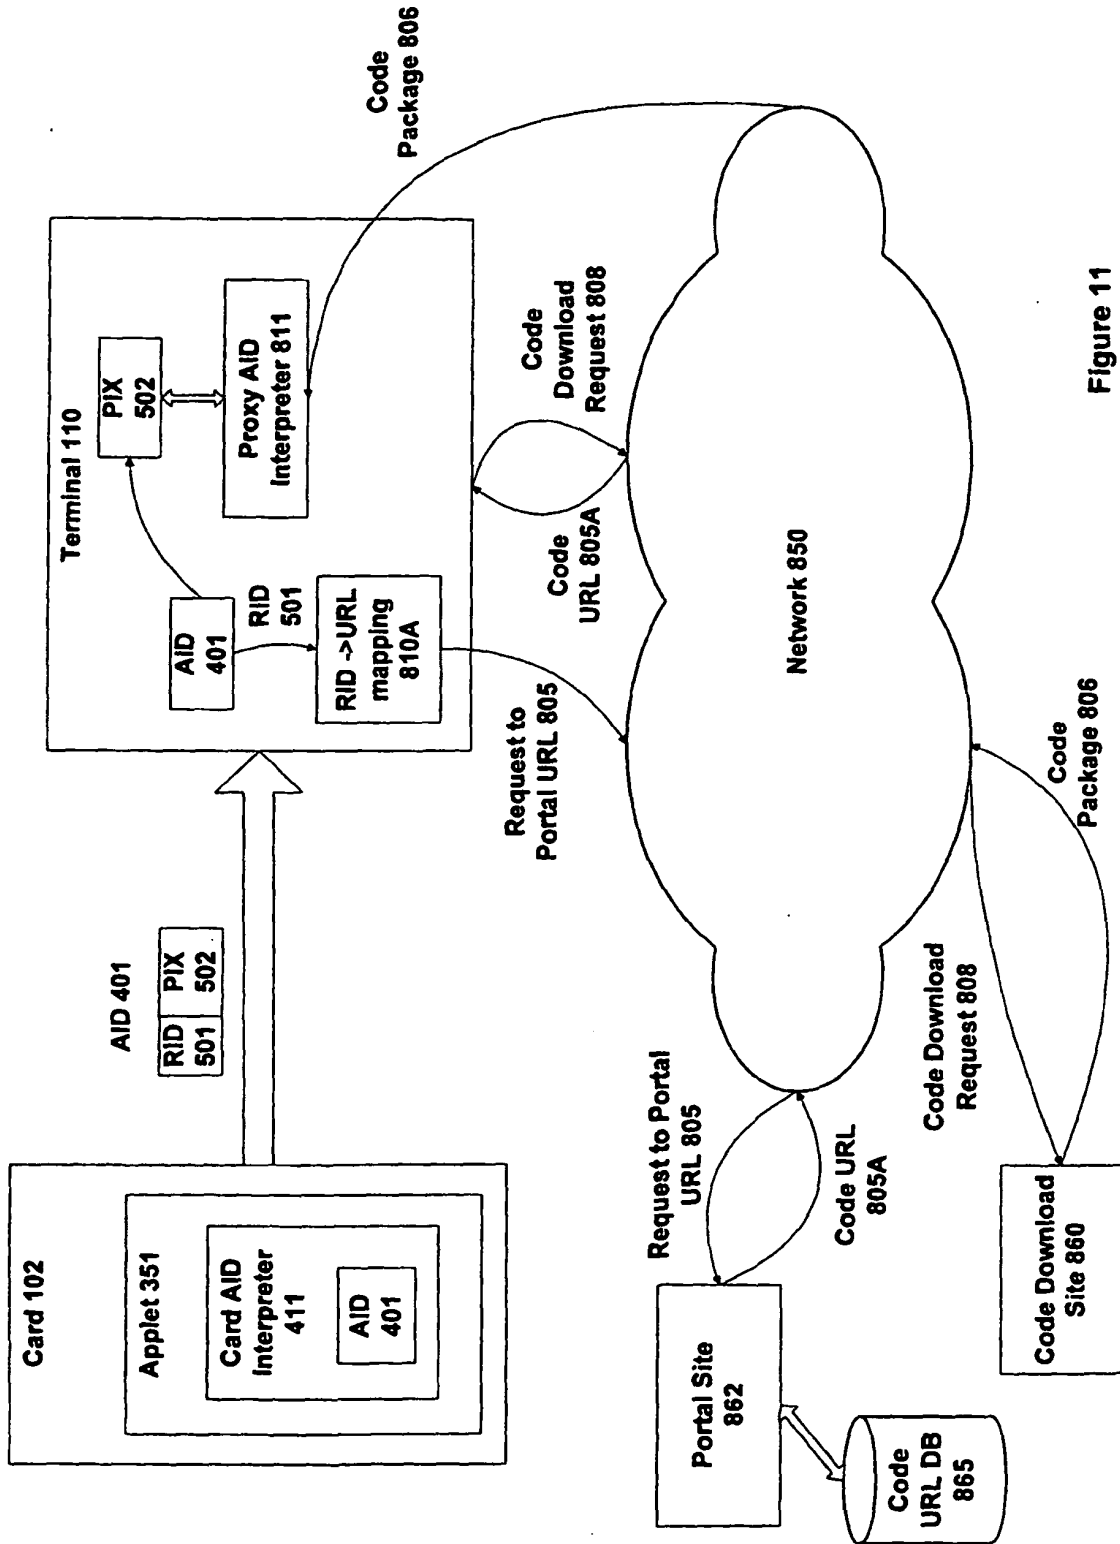 Card 102
Applet 351
Card AID
Interpreter
411
AID
401
AID 401
RID
501
PIX
502
Terminal 110
AID
401
RID
501
PIX
502
RID ->URL
mapping
810A
Proxy AID
Interpreter 811
Code
Package 806
Request to
Portal URL 805
Code
URL 805A
Code
Download
Request 808
Network 850
Request to Portal
URL 805
Code URL
805A
Portal Site
862
Code
URL DB
865
Code Download
Request 808
Code
Package 806
Code Download
Site 860
Figure 11